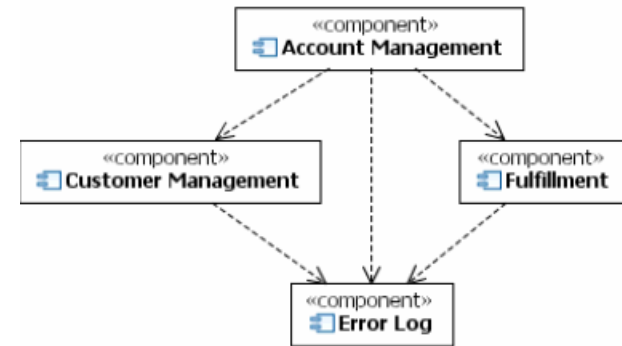 «component»
Account Management
«component»
Customer Management
«component»
Fulfillment
«component»
Error Log